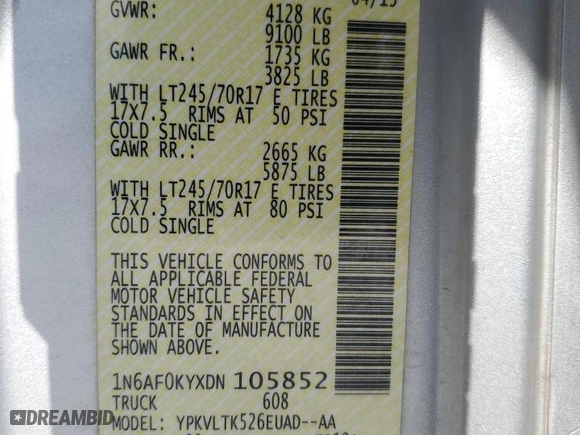 04/13
GVWR: 4128 KG
9100 LB
GAWR FR.: 1735 KG
3825 LB
WITH LT245/70R17 E TIRES
17X7.5 RIMS AT 50 PSI
COLD SINGLE
GAWR RR.: 2665 KG
5875 LB
WITH LT245/70R17 E TIRES
17X7.5 RIMS AT 80 PSI
COLD SINGLE
THIS VEHICLE CONFORMS TO
ALL APPLICABLE FEDERAL
MOTOR VEHICLE SAFETY
STANDARDS IN EFFECT ON
THE DATE OF MANUFACTURE
SHOWN ABOVE.
1N6AF0KYXDN 105852
TRUCK 608
MODEL: YPKVLTK526EUAD--AA
DREAMBID.com